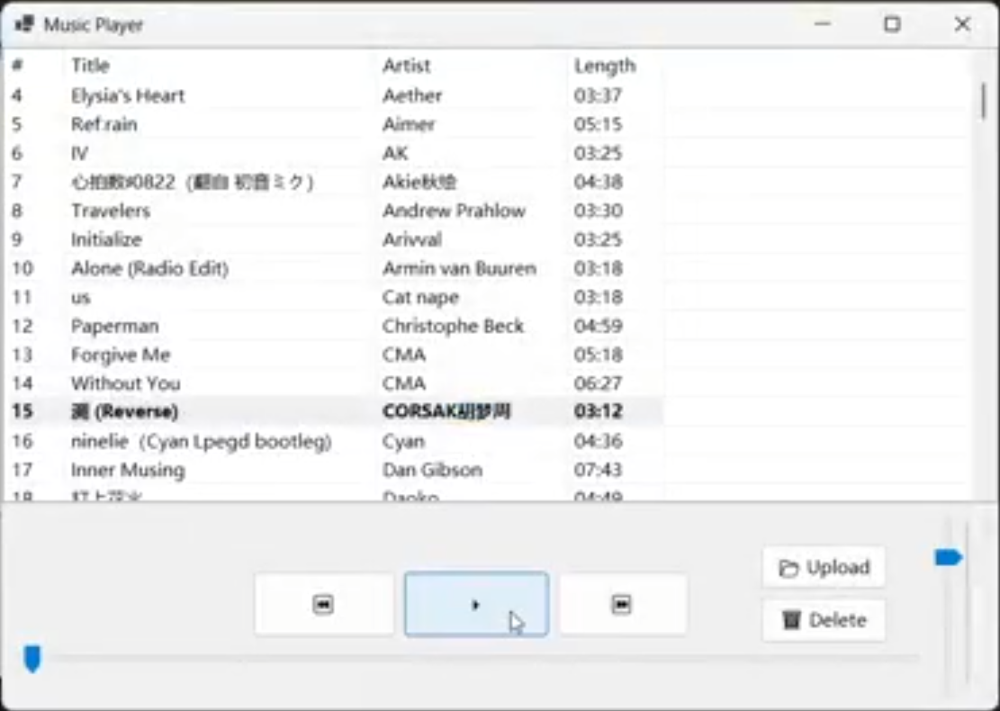 Music Player
# Title Artist Length
4 Elysia's Heart Aether 03:37
5 Ref:rain Aimer 05:15
6 IV AK 03:25
7 心拍数#0822 (翻自 初音ミク) Akie秋绘 04:38
8 Travelers Andrew Prahlow 03:30
9 Initialize Arivval 03:25
10 Alone (Radio Edit) Armin van Buuren 03:18
11 us Cat nape 03:18
12 Paperman Christophe Beck 04:59
13 Forgive Me CMA 05:18
14 Without You CMA 06:27
15 溯 (Reverse) CORSAK胡梦周 03:12
16 ninelie (Cyan Lpegd bootleg) Cyan 04:36
17 Inner Musing Dan Gibson 07:43
18 打上花火 Daoko 04:49
Upload
Delete